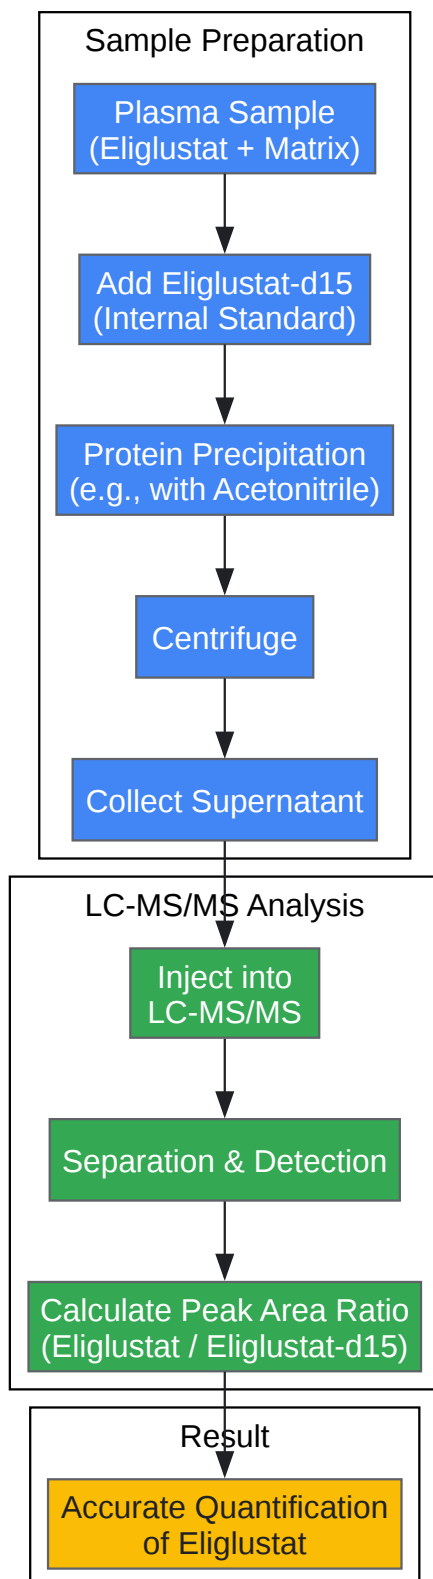 Sample Preparation
Plasma Sample
(Eliglustat + Matrix)
Add Eliglustat-d15
(Internal Standard)
Protein Precipitation
(e.g., with Acetonitrile)
Centrifuge
Collect Supernatant
LC-MS/MS Analysis
Inject into
LC-MS/MS
Separation & Detection
Calculate Peak Area Ratio
(Eliglustat / Eliglustat-d15)
Result
Accurate Quantification
of Eliglustat